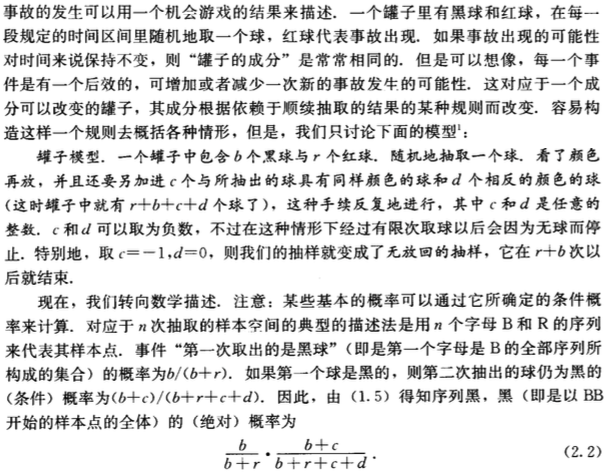 事故的发生可以用一个机会游戏的结果来描述．一个罐子里有黑球与红球，在每一
段规定的时间区间里随机地取一个球，红球代表事故出现．如果事故出现的可能性
对时间来说保持不变，则“罐子的成分”是常常相同的．但是可以想像，每一个事
件是有一个后效的，可增加或者减少一次新的事故发生的可能性．这对应于一个成
分可以改变的罐子，其成分根据依赖于顺续抽取的结果的某种规则而改变．容易构
造这样一个规则去概括各种情形，但是，我们只讨论下面的模型¹：
罐子模型．一个罐子中包含 b 个黑球与 r 个红球．随机地抽取一个球．看了颜色
再放，并且还要另加进 c 个与所抽出的球具有同样颜色的球和 d 个相反的颜色的球
(这时罐子中就有 r+b+c+d 个球了)，这种手续反复地进行，其中 c 和 d 是任意的
整数．c 和 d 可以取为负数，不过在这种情形下经过有限次取球以后会因为无球而停
止．特别地，取 c=−1,d=0，则我们的抽样就变成了无放回的抽样，它在 r+b 次以
后就结束．
现在，我们转向数学描述．注意：某些基本的概率可以通过它所确定的条件概
率来计算．对应于 n 次抽取的样本空间的典型的描述法是用 n 个字母 B 和 R 的序列
来代表其样本点．事件“第一次取出的是黑球”(即是第一个字母是 B 的全部序列所
构成的集合) 的概率为b/(b+r)．如果第一个球是黑的，则第二次抽出的球仍为黑的
(条件) 概率为(b+c)/(b+r+c+d)．因此，由 (1.5) 得知序列黑，黑 (即是以 BB
开始的样本点的全体) 的 (绝对) 概率为
b/(b+r) · (b+c)/(b+r+c+d)． (2.2)